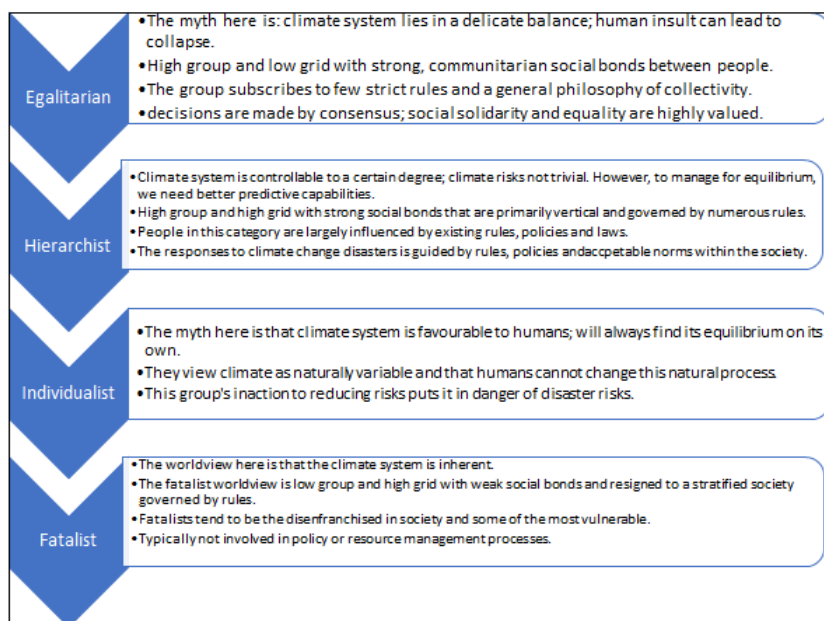 Egalitarian
•The myth here is: climate system lies in a delicate balance; human insult can lead to
collapse.
•High group and low grid with strong, communitarian social bonds between people.
•The group subscribes to few strict rules and a general philosophy of collectivity.
•decisions are made by consensus; social solidarity and equality are highly valued.
Hierarchist
•Climate system is controllable to a certain degree; climate risks not trivial. However, to manage for equilibrium,
we need better predictive capabilities.
•High group and high grid with strong social bonds that are primarily vertical and governed by numerous rules.
•People in this category are largely influenced by existing rules, policies and laws.
•The responses to climate change disasters is guided by rules, policies andaccpetable norms within the society.
Individualist
•The myth here is that climate system is favourable to humans; will always find its equilibrium on its
own.
•They view climate as naturally variable and that humans cannot change this natural process.
•This group's inaction to reducing risks puts it in danger of disaster risks.
Fatalist
•The worldview here is that the climate system is inherent.
•The fatalist worldview is low group and high grid with weak social bonds and resigned to a stratified society
governed by rules.
•Fatalists tend to be the disenfranchised in society and some of the most vulnerable.
•Typically not involved in policy or resource management processes.